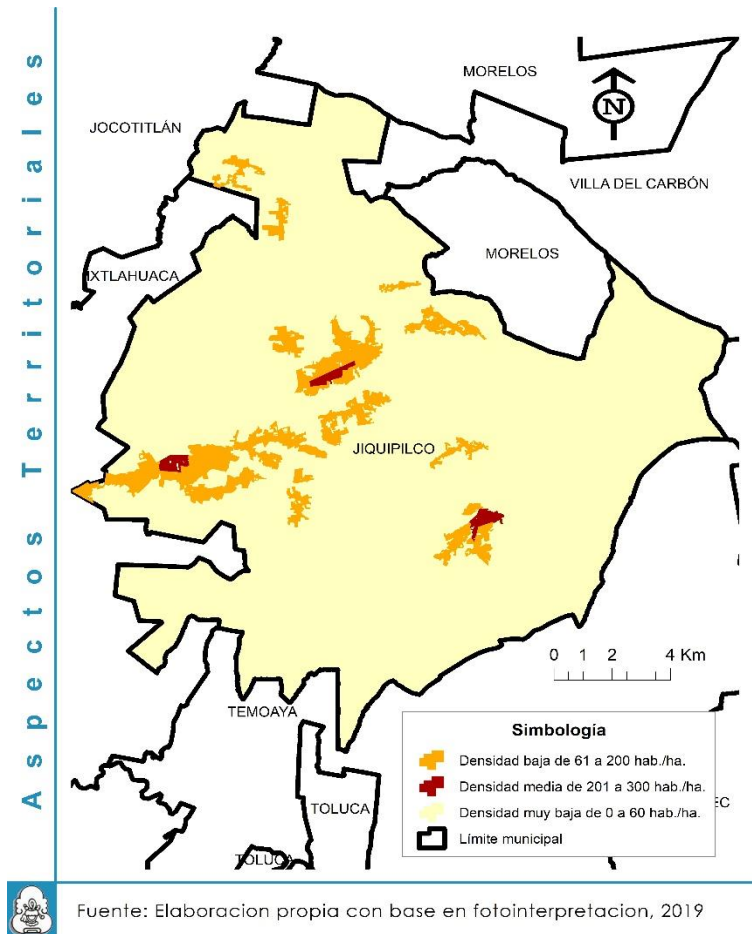 Aspectos Territoriales
MORELOS
N
JOCOTITLÁN
VILLA DEL CARBÓN
MORELOS
IXTLAHUACA
JIQUIPILCO
0 1 2 4 Km
TEMOAYA
TOLUCA
TOLUCA
EC
Simbología
Densidad baja de 61 a 200 hab./ha.
Densidad media de 201 a 300 hab./ha.
Densidad muy baja de 0 a 60 hab./ha.
Límite municipal
Fuente: Elaboracion propia con base en fotointerpretacion, 2019